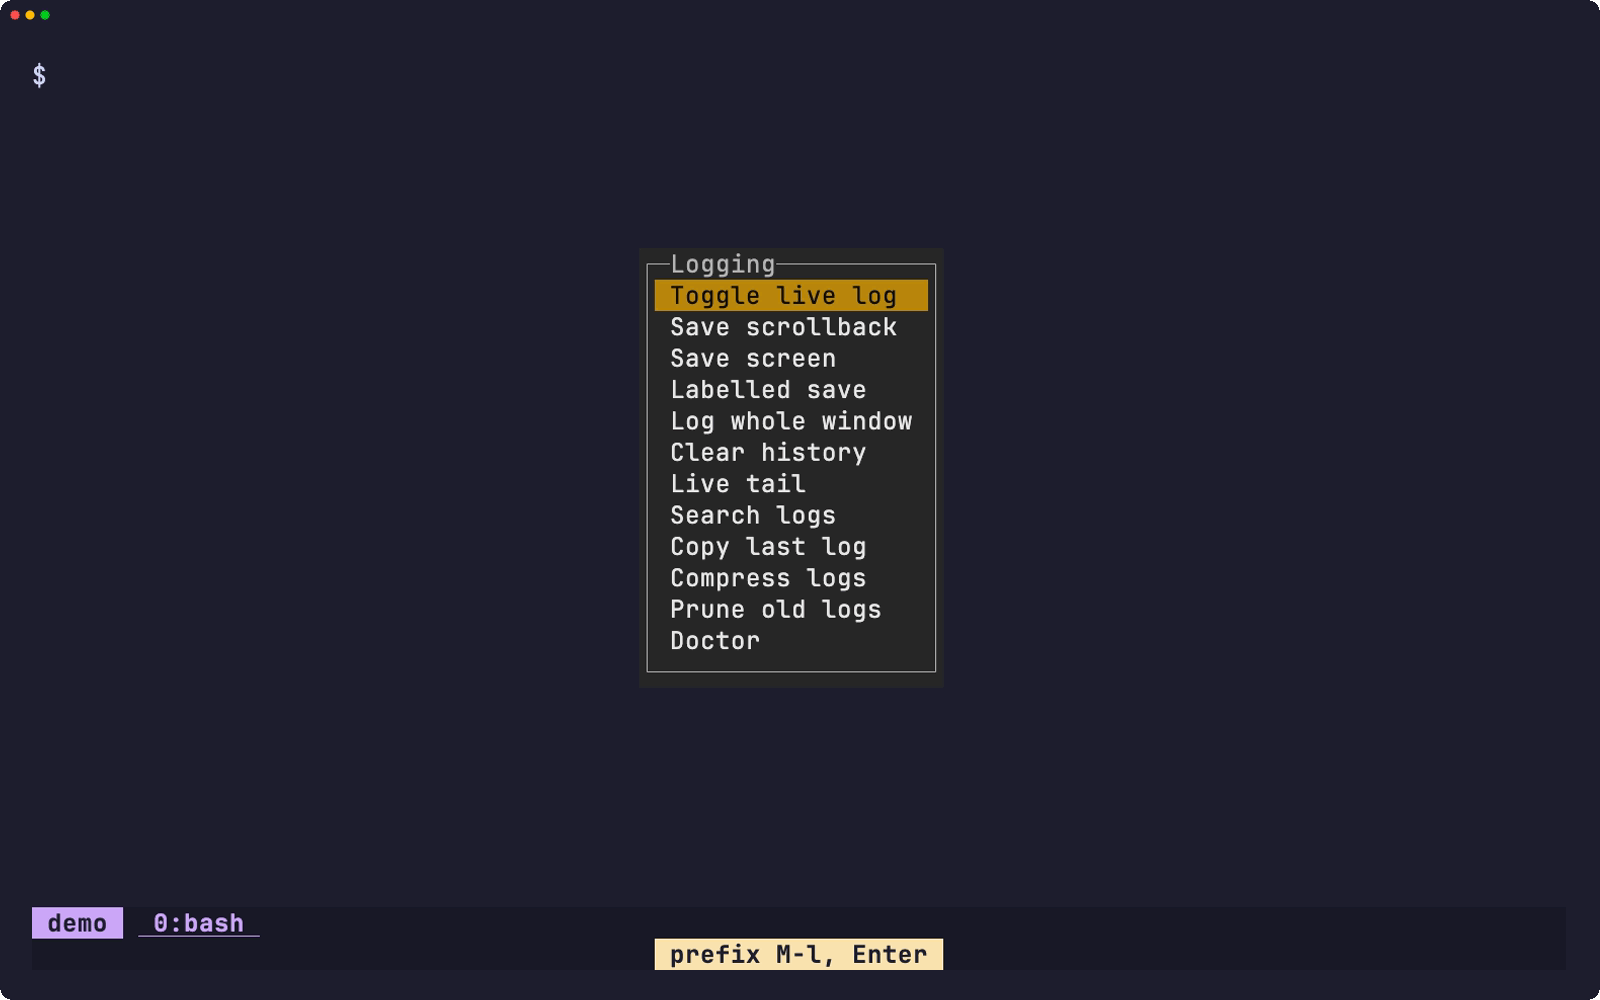 $
Logging
Toggle live log
Save scrollback
Save screen
Labelled save
Log whole window
Clear history
Live tail
Search logs
Copy last log
Compress logs
Prune old logs
Doctor
demo 0:bash
prefix M-l, Enter